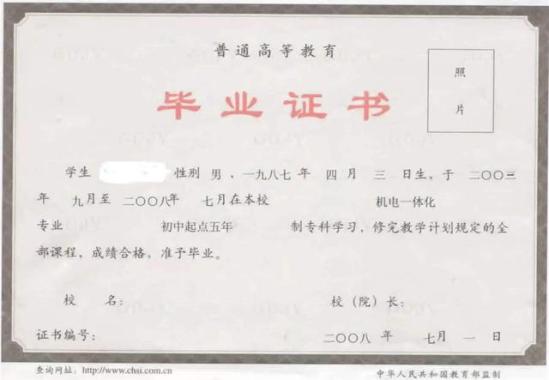 普通高等教育
毕业证书
照
片
学生 性别 男，一九八七年 四月 三日生，于 二〇〇三
年 九月至 二〇〇八年 七月在本校 机电一体化
专业 初中起点五年 制专科学习，修完教学计划规定的全
部课程，成绩合格，准予毕业。
校 名： 校（院）长：
证书编号： 二〇〇八年 七月 一日
查询网址：http://www.chsi.com.cn 中华人民共和国教育部监制